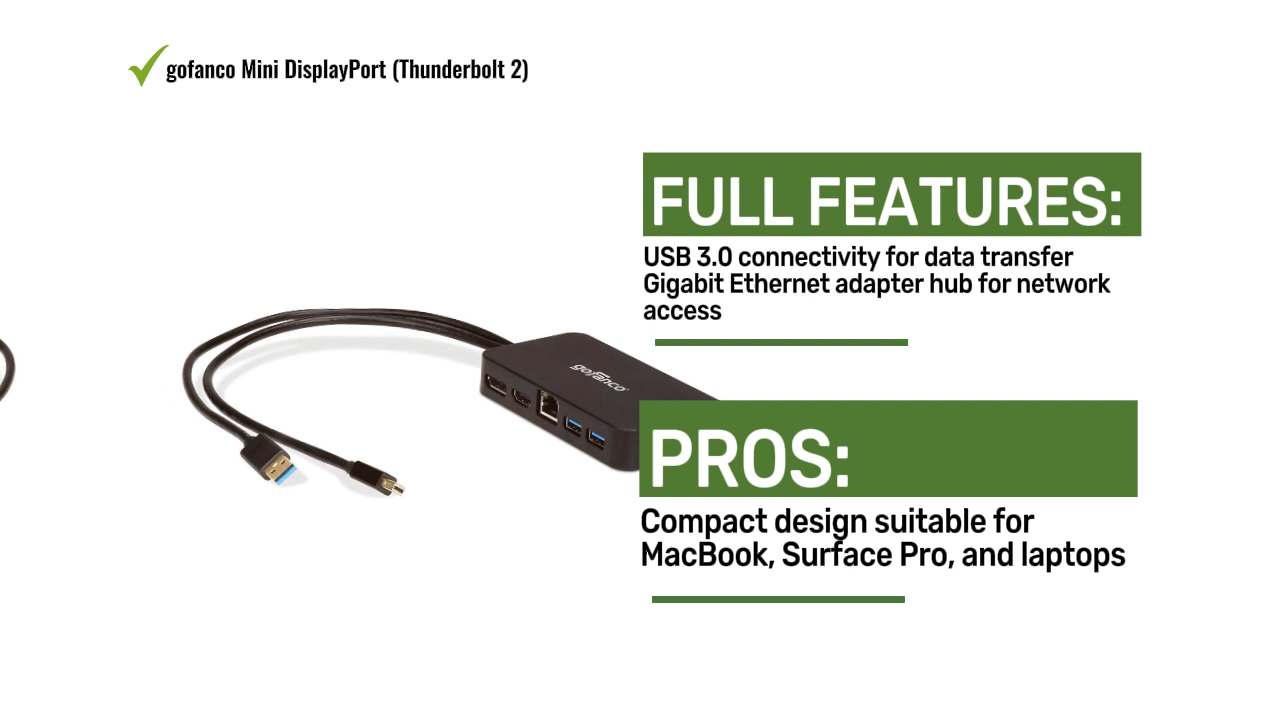 gofanco Mini DisplayPort (Thunderbolt 2)
FULL FEATURES:
USB 3.0 connectivity for data transfer
Gigabit Ethernet adapter hub for network
access
gofanco
PROS:
Compact design suitable for
MacBook, Surface Pro, and laptops